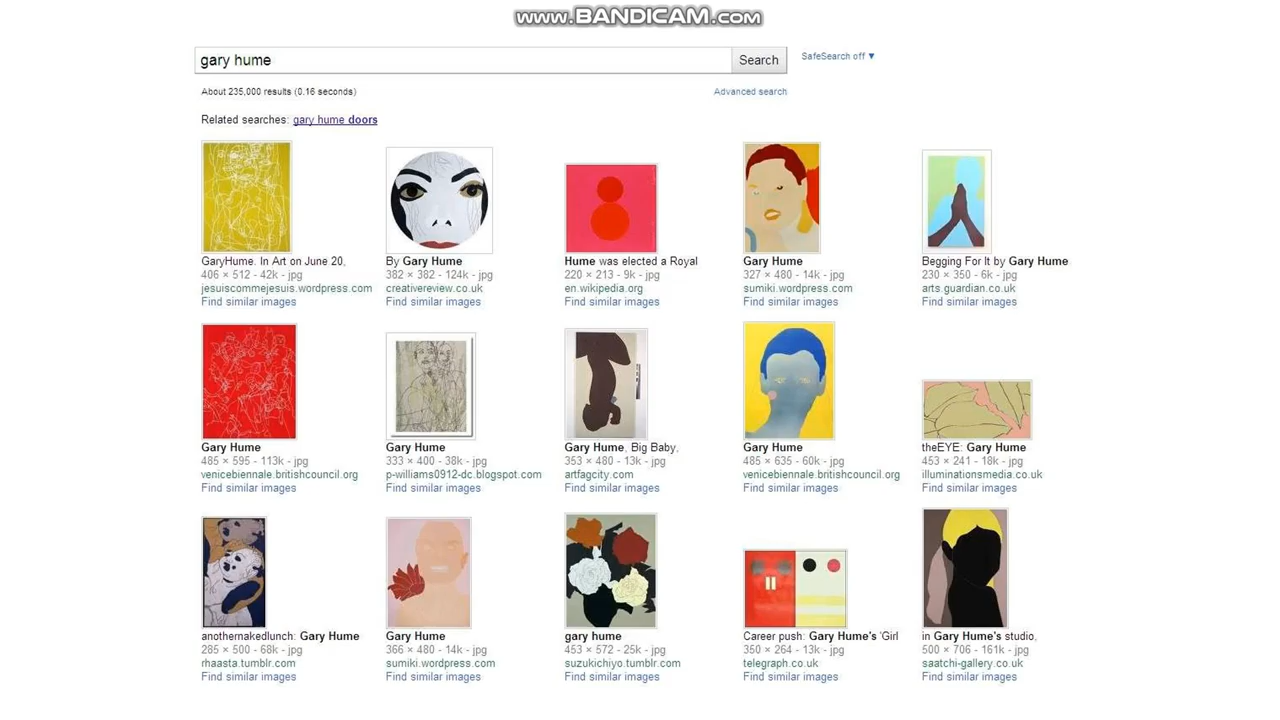 www.BANDICAM.com
gary hume
Search
SafeSearch off ▼
About 235,000 results (0.16 seconds)
Advanced search
Related searches: gary hume doors
GaryHume. In Art on June 20,
406 × 512 - 42k - jpg
jesuiscommejesuis.wordpress.com
Find similar images
By Gary Hume
382 × 382 - 124k - jpg
creativereview.co.uk
Find similar images
Hume was elected a Royal
220 × 213 - 9k - jpg
en.wikipedia.org
Find similar images
Gary Hume
327 × 480 - 14k - jpg
sumiki.wordpress.com
Find similar images
Begging For It by Gary Hume
230 × 350 - 6k - jpg
arts.guardian.co.uk
Find similar images
Gary Hume
485 × 595 - 113k - jpg
venicebiennale.britishcouncil.org
Find similar images
Gary Hume
333 × 400 - 38k - jpg
p-williams0912-dc.blogspot.com
Find similar images
Gary Hume, Big Baby,
353 × 480 - 13k - jpg
artfagcity.com
Find similar images
Gary Hume
485 × 635 - 60k - jpg
venicebiennale.britishcouncil.org
Find similar images
theEYE: Gary Hume
453 × 241 - 18k - jpg
illuminationsmedia.co.uk
Find similar images
anothernakedlunch: Gary Hume
285 × 500 - 68k - jpg
rhaasta.tumblr.com
Find similar images
Gary Hume
366 × 480 - 14k - jpg
sumiki.wordpress.com
Find similar images
gary hume
453 × 572 - 25k - jpg
suzukichiyo.tumblr.com
Find similar images
Career push: Gary Hume's 'Girl
350 × 264 - 13k - jpg
telegraph.co.uk
Find similar images
in Gary Hume's studio,
500 × 706 - 161k - jpg
saatchi-gallery.co.uk
Find similar images